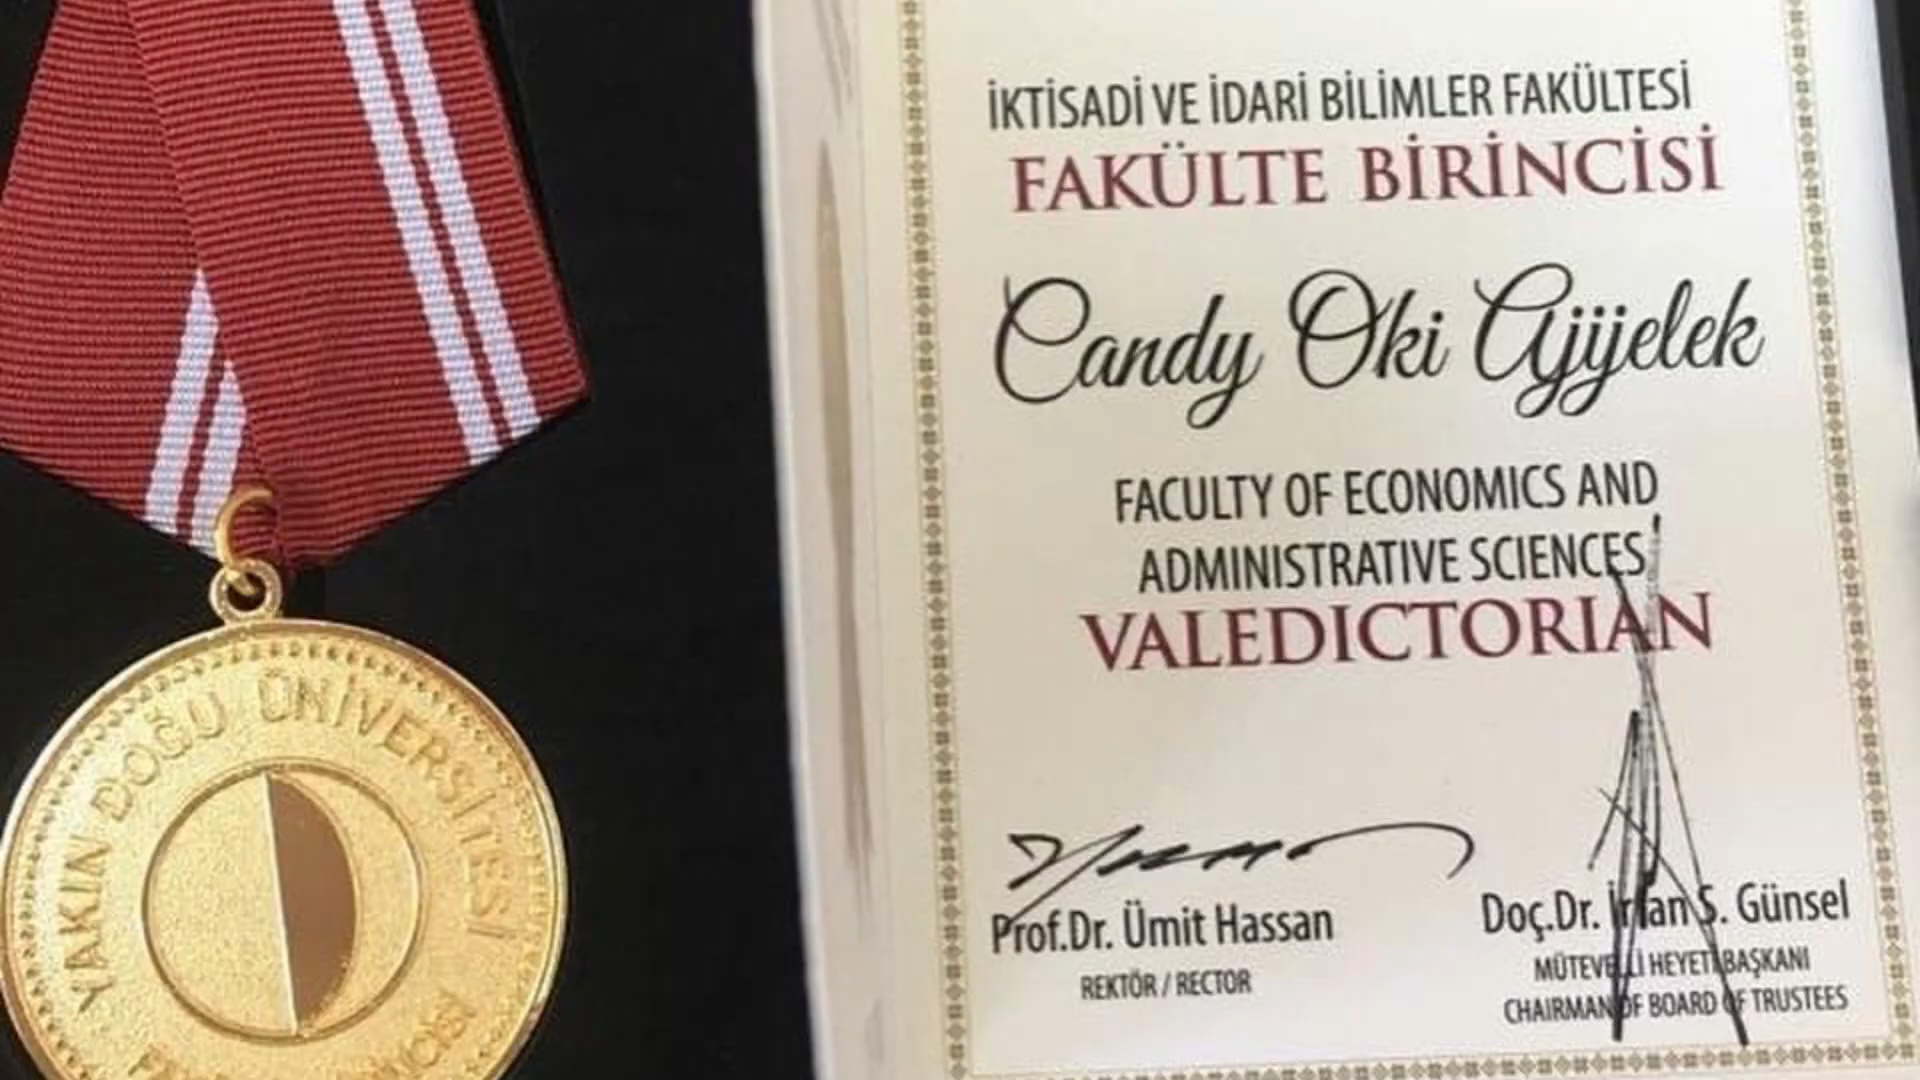 YAKIN DOĞU ÜNİVERSİTESİ
İKTİSADİ VE İDARİ BİLİMLER FAKÜLTESİ
FAKÜLTE BİRİNCİSİ
Candy Oki Ajijelek
FACULTY OF ECONOMICS AND
ADMINISTRATIVE SCIENCES
VALEDICTORIAN
Prof.Dr. Ümit Hassan
REKTÖR / RECTOR
Doç.Dr. İrfan S. Günsel
MÜTEVELLİ HEYETİ BAŞKANI
CHAIRMAN OF BOARD OF TRUSTEES